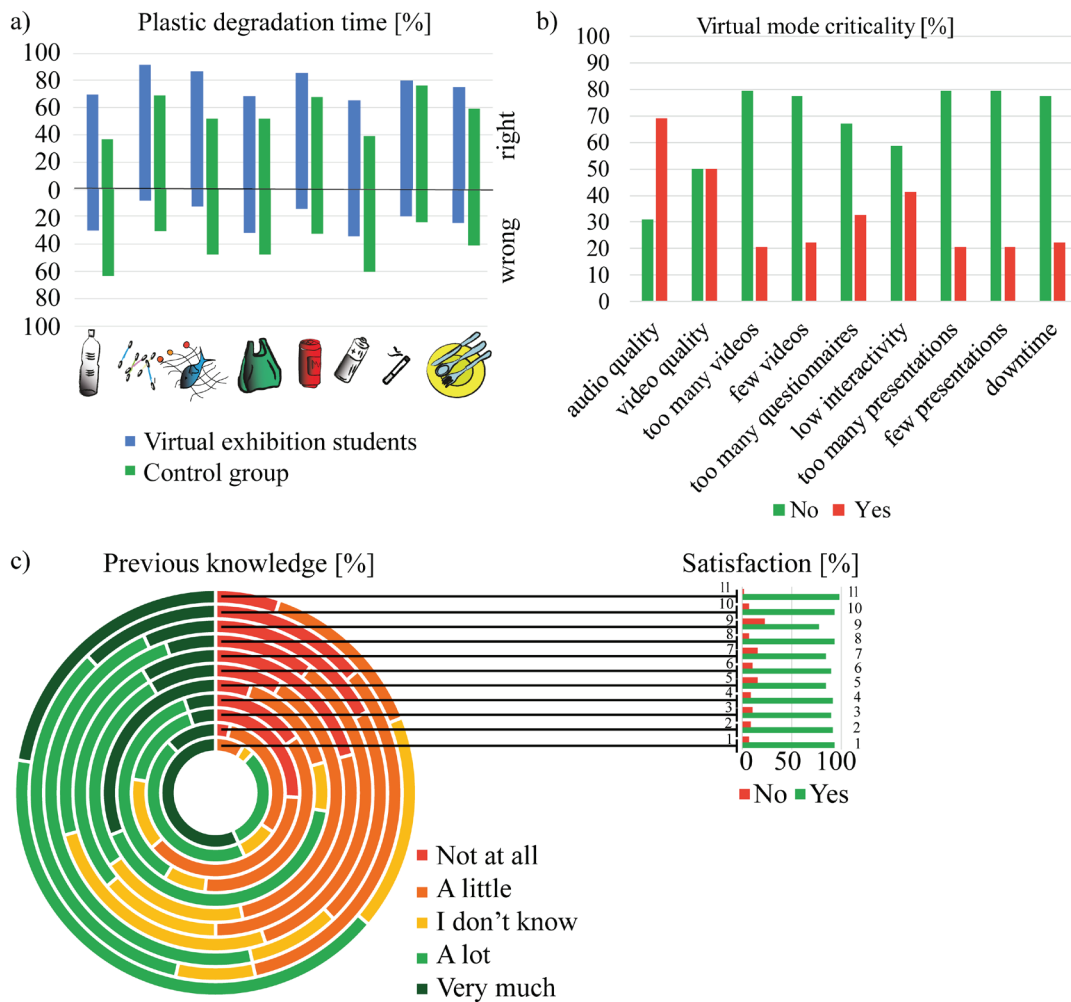 a) Plastic degradation time [%]
100
80
60
40
20
0
20
40
60
80
100
right
wrong
Virtual exhibition students
Control group
b) Virtual mode criticality [%]
100
90
80
70
60
50
40
30
20
10
0
audio quality
video quality
too many videos
few videos
too many questionnaires
low interactivity
too many presentations
few presentations
downtime
No Yes
c) Previous knowledge [%]
Not at all
A little
I don't know
A lot
Very much
Satisfaction [%]
11 11
10 10
9 9
8 8
7 7
6 6
5 5
4 4
3 3
2 2
1 1
0 50 100
No Yes